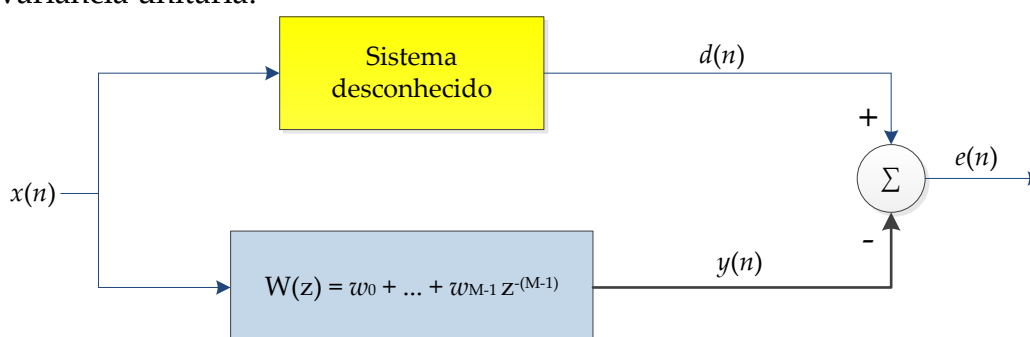 variância unitária.
Sistema
desconhecido
d(n)
+
x(n)
Σ
e(n)
-
W(z) = w0 + ... + wM-1 z-(M-1)
y(n)